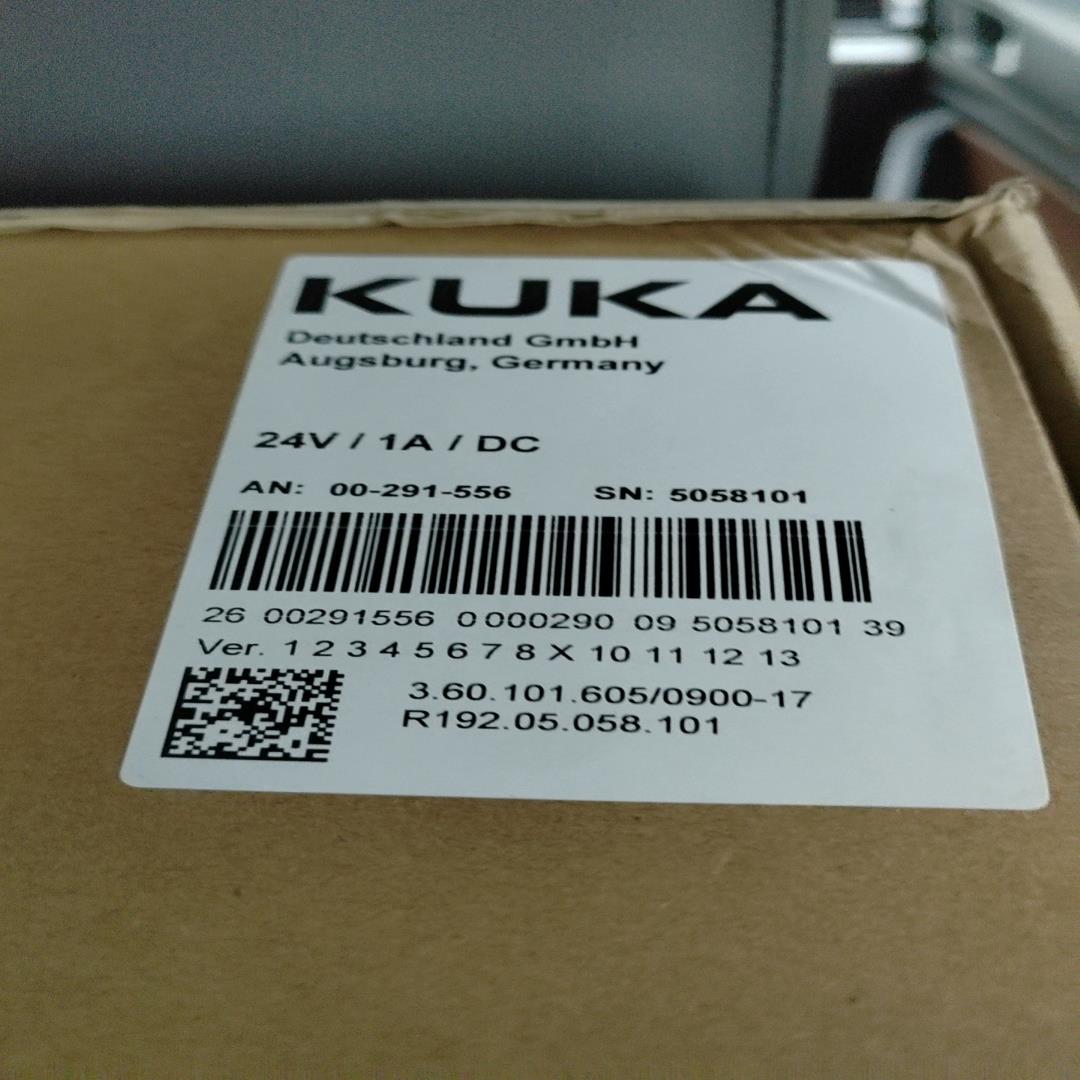 KUKA
Deutschland GmbH
Augsburg, Germany
24V / 1A / DC
AN: 00-291-556 SN: 5058101
26 00291556 0 000290 09 5058101 39
Ver. 1 2 3 4 5 6 7 8 X 10 11 12 13
3.60.101.605/0900-17
R192.05.058.101